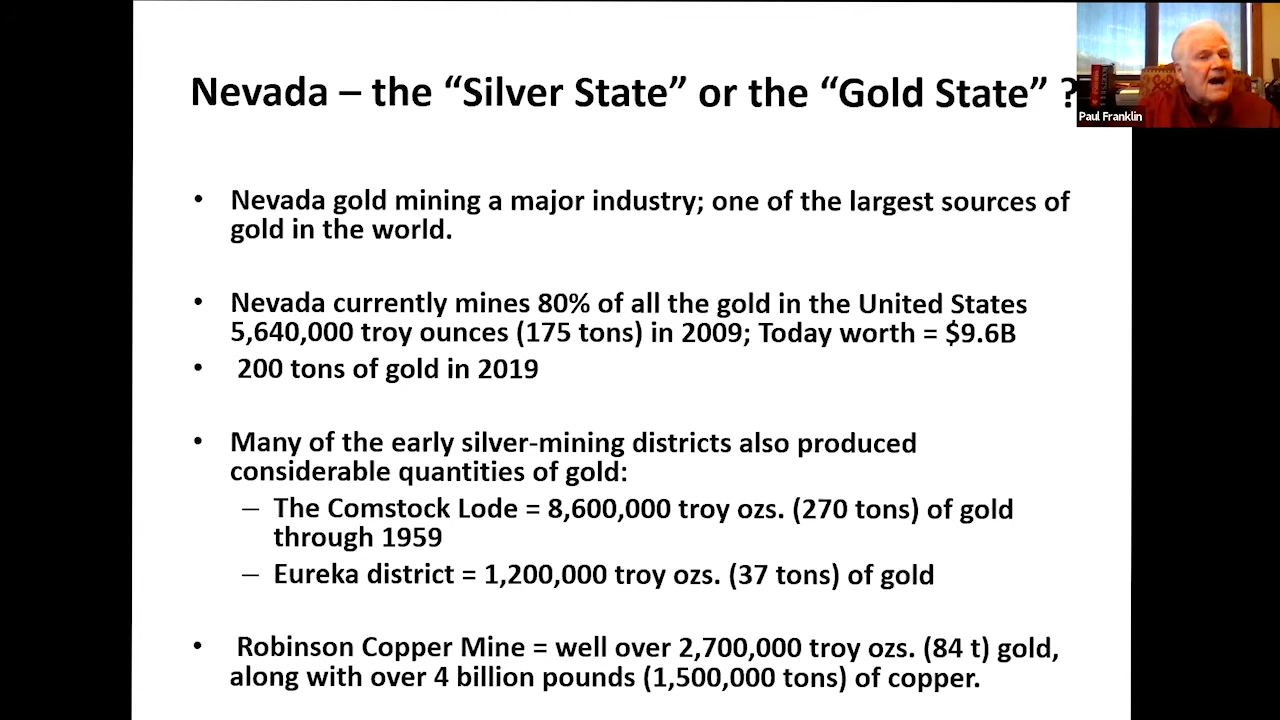 Nevada – the “Silver State” or the “Gold State” ?
Paul Franklin
• Nevada gold mining a major industry; one of the largest sources of
gold in the world.
• Nevada currently mines 80% of all the gold in the United States
5,640,000 troy ounces (175 tons) in 2009; Today worth = $9.6B
• 200 tons of gold in 2019
• Many of the early silver-mining districts also produced
considerable quantities of gold:
– The Comstock Lode = 8,600,000 troy ozs. (270 tons) of gold
through 1959
– Eureka district = 1,200,000 troy ozs. (37 tons) of gold
• Robinson Copper Mine = well over 2,700,000 troy ozs. (84 t) gold,
along with over 4 billion pounds (1,500,000 tons) of copper.